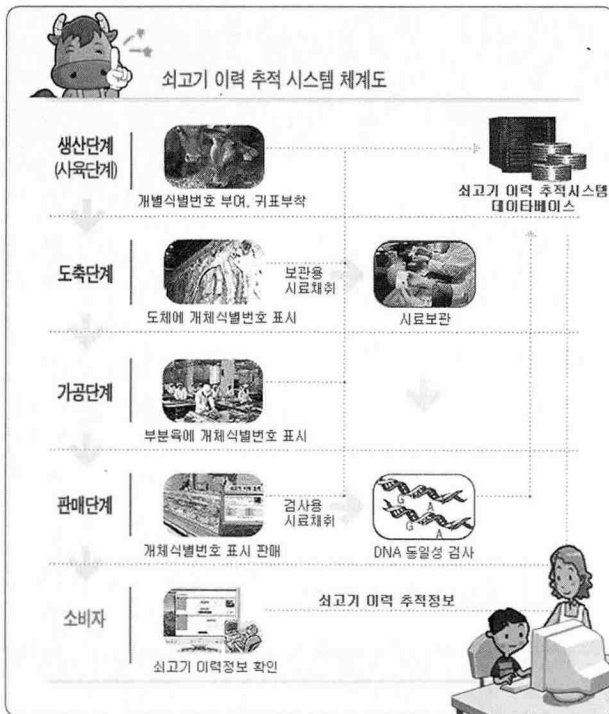 쇠고기 이력 추적 시스템 체계도
생산단계
(사육단계)
개별식별번호 부여, 귀표부착
쇠고기 이력 추적시스템
데이타베이스
도축단계
보관용
시료채취
도체에 개체식별번호 표시
시료보관
가공단계
부분육에 개체식별번호 표시
판매단계
검사용
시료채취
G
A
G
A
개체식별번호 표시 판매
DNA 동일성 검사
소비자
쇠고기 이력 추적정보
쇠고기 이력정보 확인